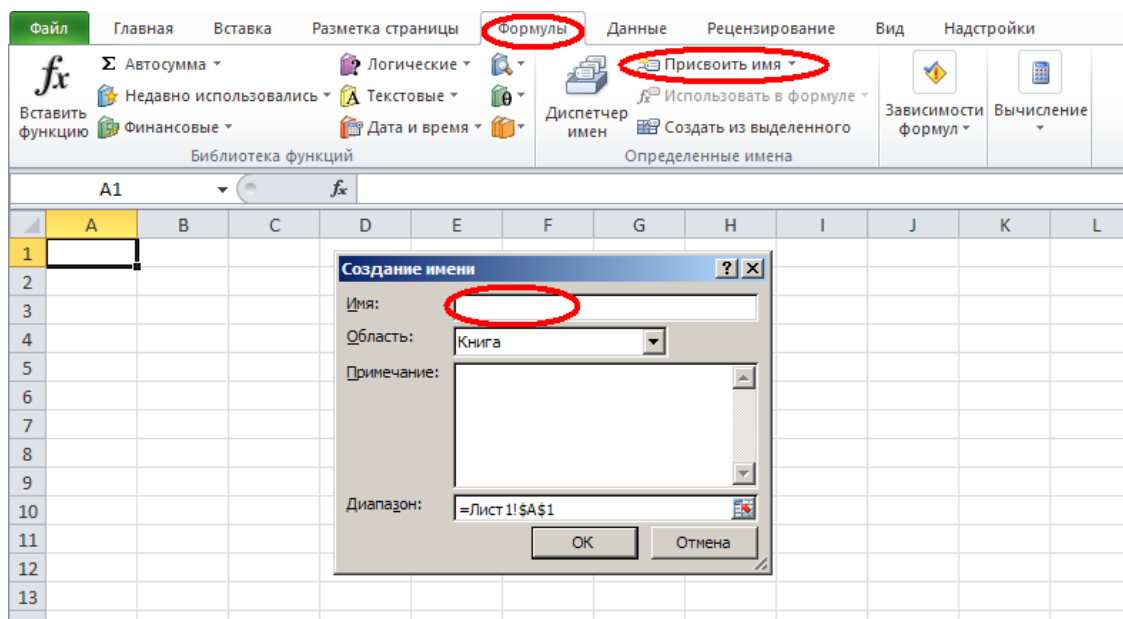 Файл Главная Вставка Разметка страницы Формулы Данные Рецензирование Вид Надстройки
fx Вставить функцию
Σ Автосумма
Недавно использовались
Финансовые
Логические
Текстовые
Дата и время
Библиотека функций
Диспетчер имен
Присвоить имя
Использовать в формуле
Создать из выделенного
Определенные имена
Зависимости формул
Вычисление
A1 fx
A B C D E F G H I J K L
1
2
3
4
5
6
7
8
9
10
11
12
13
Создание имени ? X
Имя:
Область: Книга
Примечание:
Диапазон: =Лист1!$A$1
ОК Отмена